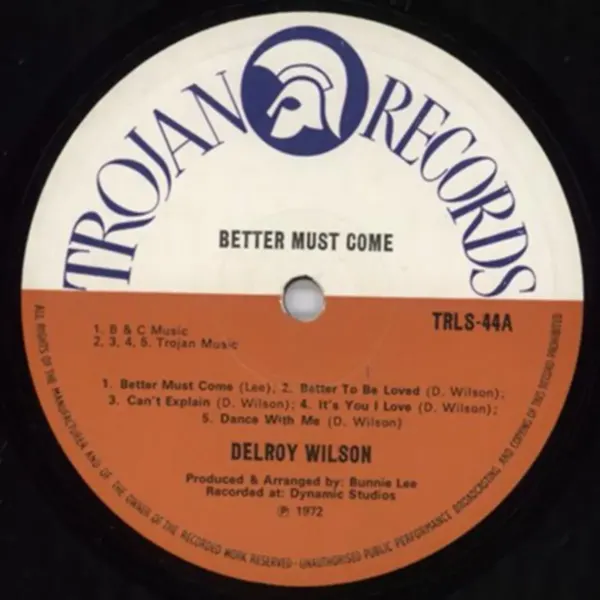 TROJAN RECORDS
BETTER MUST COME
TRLS-44A
1. B & C Music
2, 3, 4, 5. Trojan Music
1. Better Must Come (Lee); 2. Better To Be Loved (D. Wilson);
3. Can't Explain (D. Wilson); 4. It's You I Love (D. Wilson);
5. Dance With Me (D. Wilson)
DELROY WILSON
Produced & Arranged by: Bunnie Lee
Recorded at: Dynamic Studios
℗ 1972
ALL RIGHTS OF THE MANUFACTURER AND OF THE OWNER OF THE RECORDED WORK RESERVED - UNAUTHORISED PUBLIC PERFORMANCE BROADCASTING AND COPYING OF THIS RECORD PROHIBITED